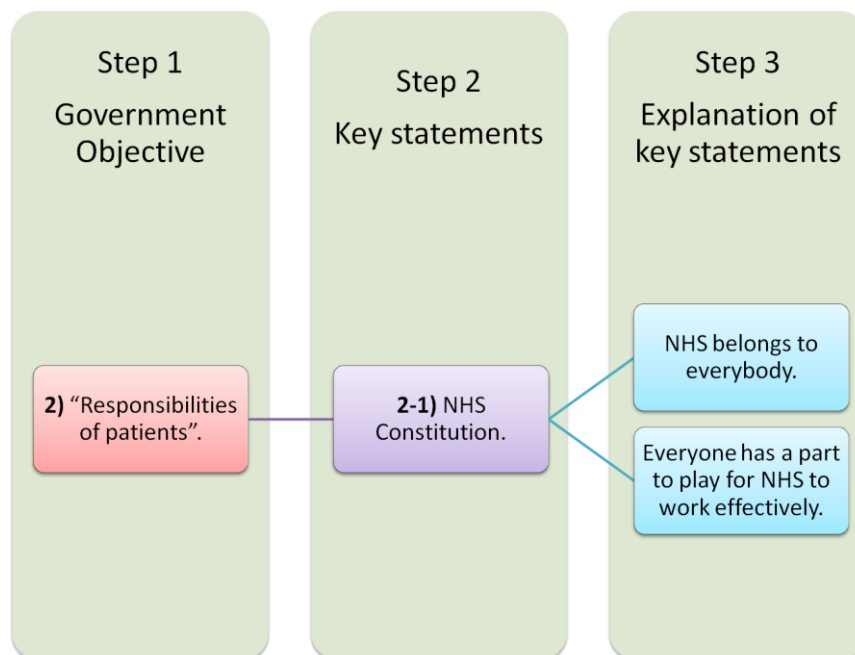 Step 1
Government
Objective
Step 2
Key statements
Step 3
Explanation of
key statements
2) “Responsibilities
of patients”.
2-1) NHS
Constitution.
NHS belongs to
everybody.
Everyone has a part
to play for NHS to
work effectively.